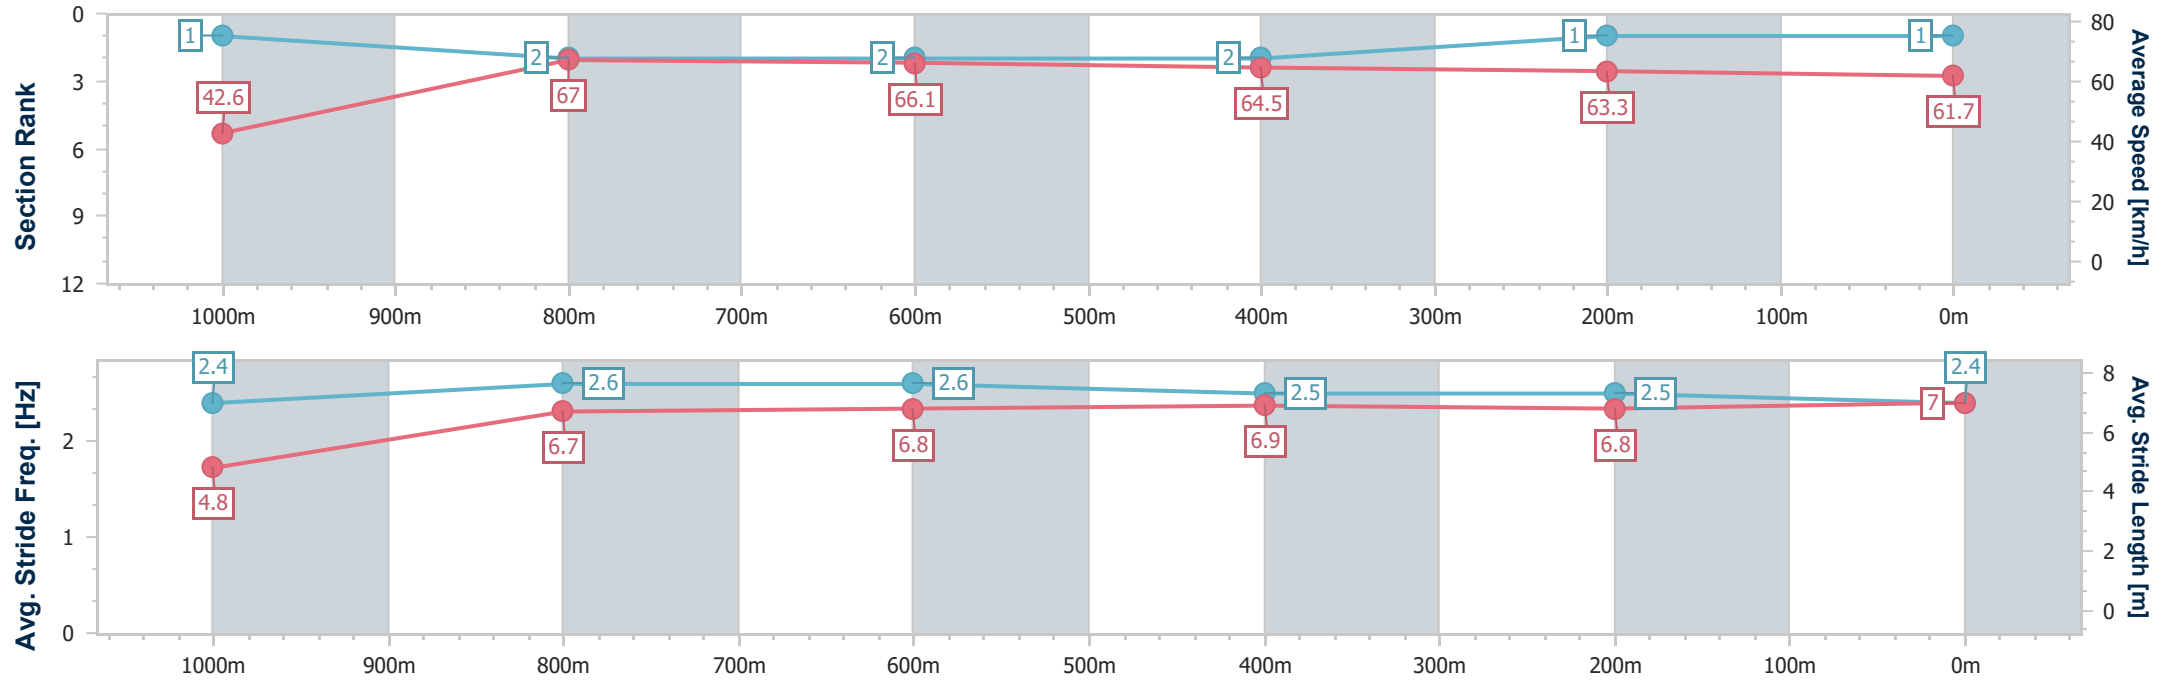 Section Rank
0
3
6
9
12
1
2
2
2
1
1
42.6
67
66.1
64.5
63.3
61.7
80
60
40
20
0
Average Speed [km/h]
1000m
900m
800m
700m
600m
500m
400m
300m
200m
100m
0m
Avg. Stride Freq. [Hz]
2
1
0
2.4
2.6
2.6
2.5
2.5
2.4
4.8
6.7
6.8
6.9
6.8
7
8
6
4
2
0
Avg. Stride Length [m]
1000m
900m
800m
700m
600m
500m
400m
300m
200m
100m
0m